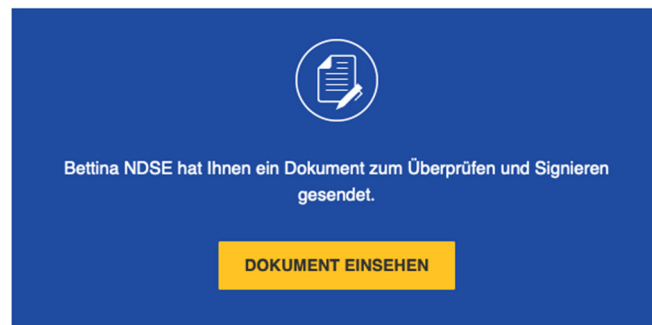 Bettina NDSE hat Ihnen ein Dokument zum Überprüfen und Signieren
gesendet.
DOKUMENT EINSEHEN